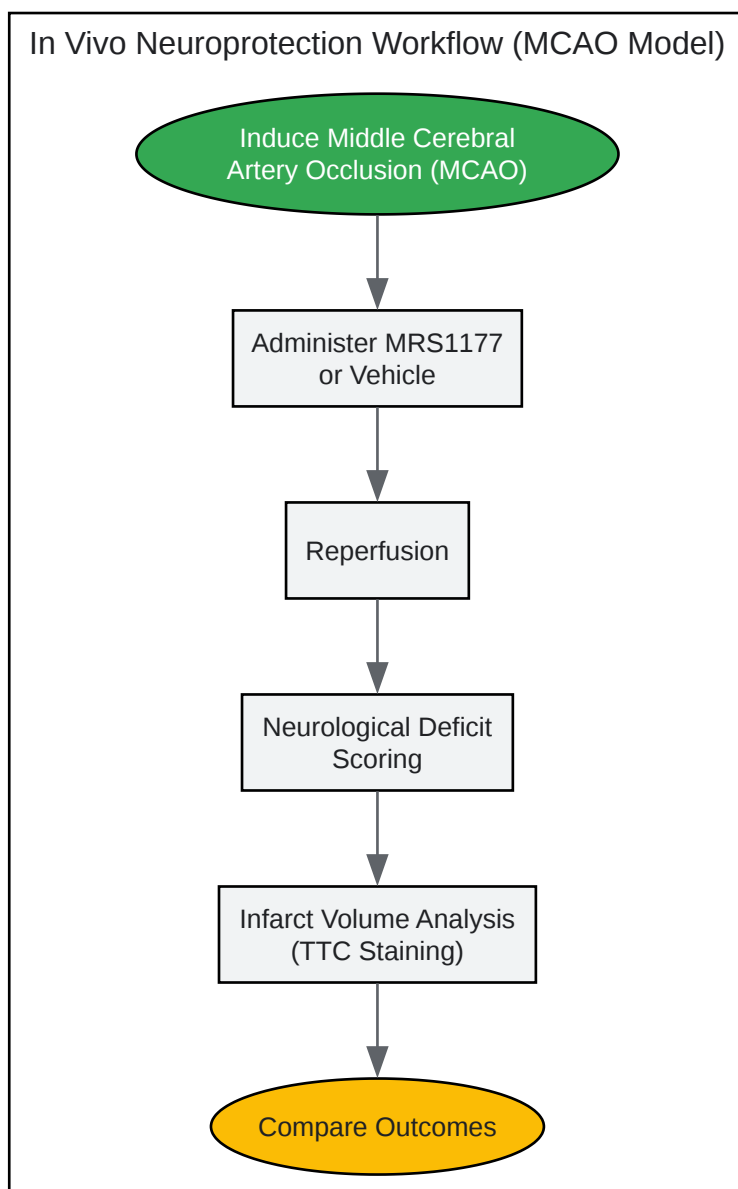 In Vivo Neuroprotection Workflow (MCAO Model)
Induce Middle Cerebral
Artery Occlusion (MCAO)
Administer MRS1177
or Vehicle
Reperfusion
Neurological Deficit
Scoring
Infarct Volume Analysis
(TTC Staining)
Compare Outcomes